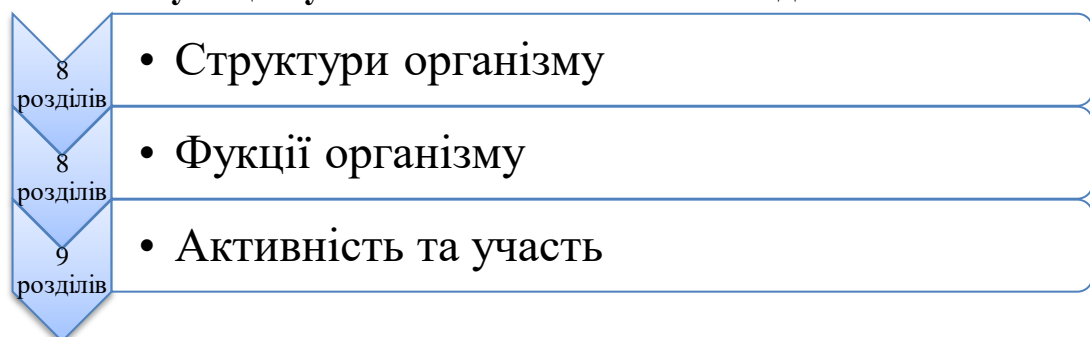 8
розділів
• Структури організму
8
розділів
• Фукції організму
9
розділів
• Активність та участь